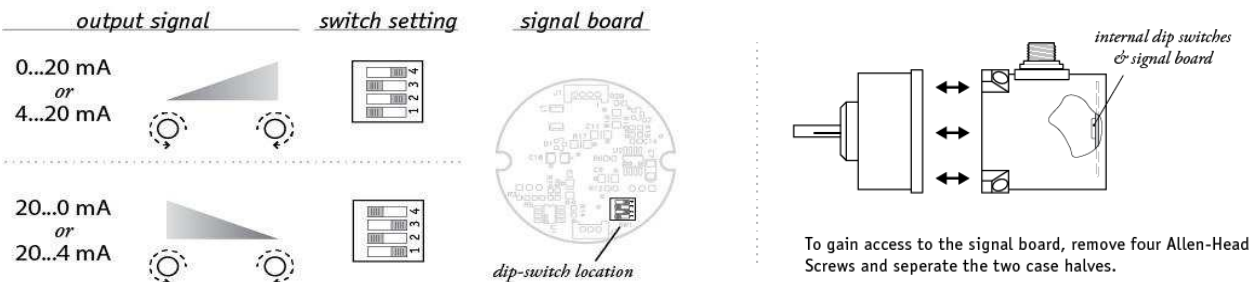 output signal
switch setting
signal board
0...20 mA
or
4...20 mA
4
3
2
1
20...0 mA
or
20...4 mA
4
3
2
1
dip-switch location
internal dip switches
& signal board
To gain access to the signal board, remove four Allen-Head
Screws and seperate the two case halves.